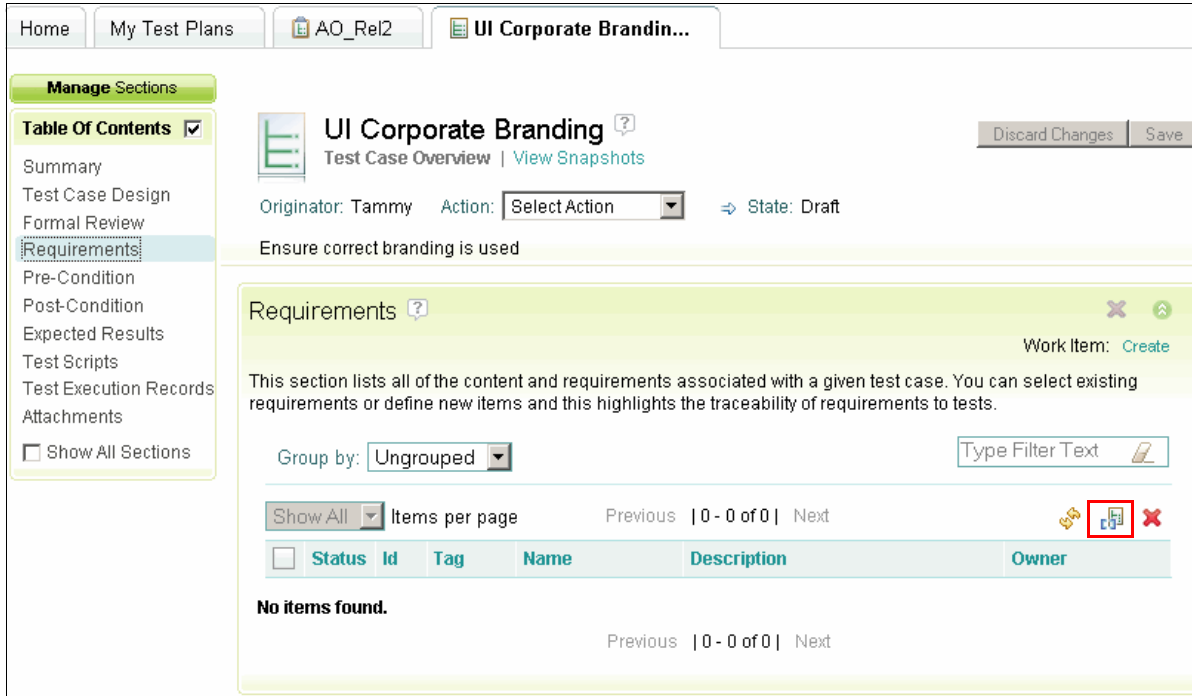 Home
My Test Plans
AO_Rel2
UI Corporate Brandin...
Manage Sections
Table Of Contents
Summary
Test Case Design
Formal Review
Requirements
Pre-Condition
Post-Condition
Expected Results
Test Scripts
Test Execution Records
Attachments
Show All Sections
UI Corporate Branding ?
Test Case Overview | View Snapshots
Discard Changes
Save
Originator: Tammy Action: Select Action State: Draft
Ensure correct branding is used
Requirements ?
Work Item: Create
This section lists all of the content and requirements associated with a given test case. You can select existing
requirements or define new items and this highlights the traceability of requirements to tests.
Group by: Ungrouped
Type Filter Text
Show All Items per page Previous | 0 - 0 of 0 | Next
Status Id Tag Name Description Owner
No items found.
Previous | 0 - 0 of 0 | Next